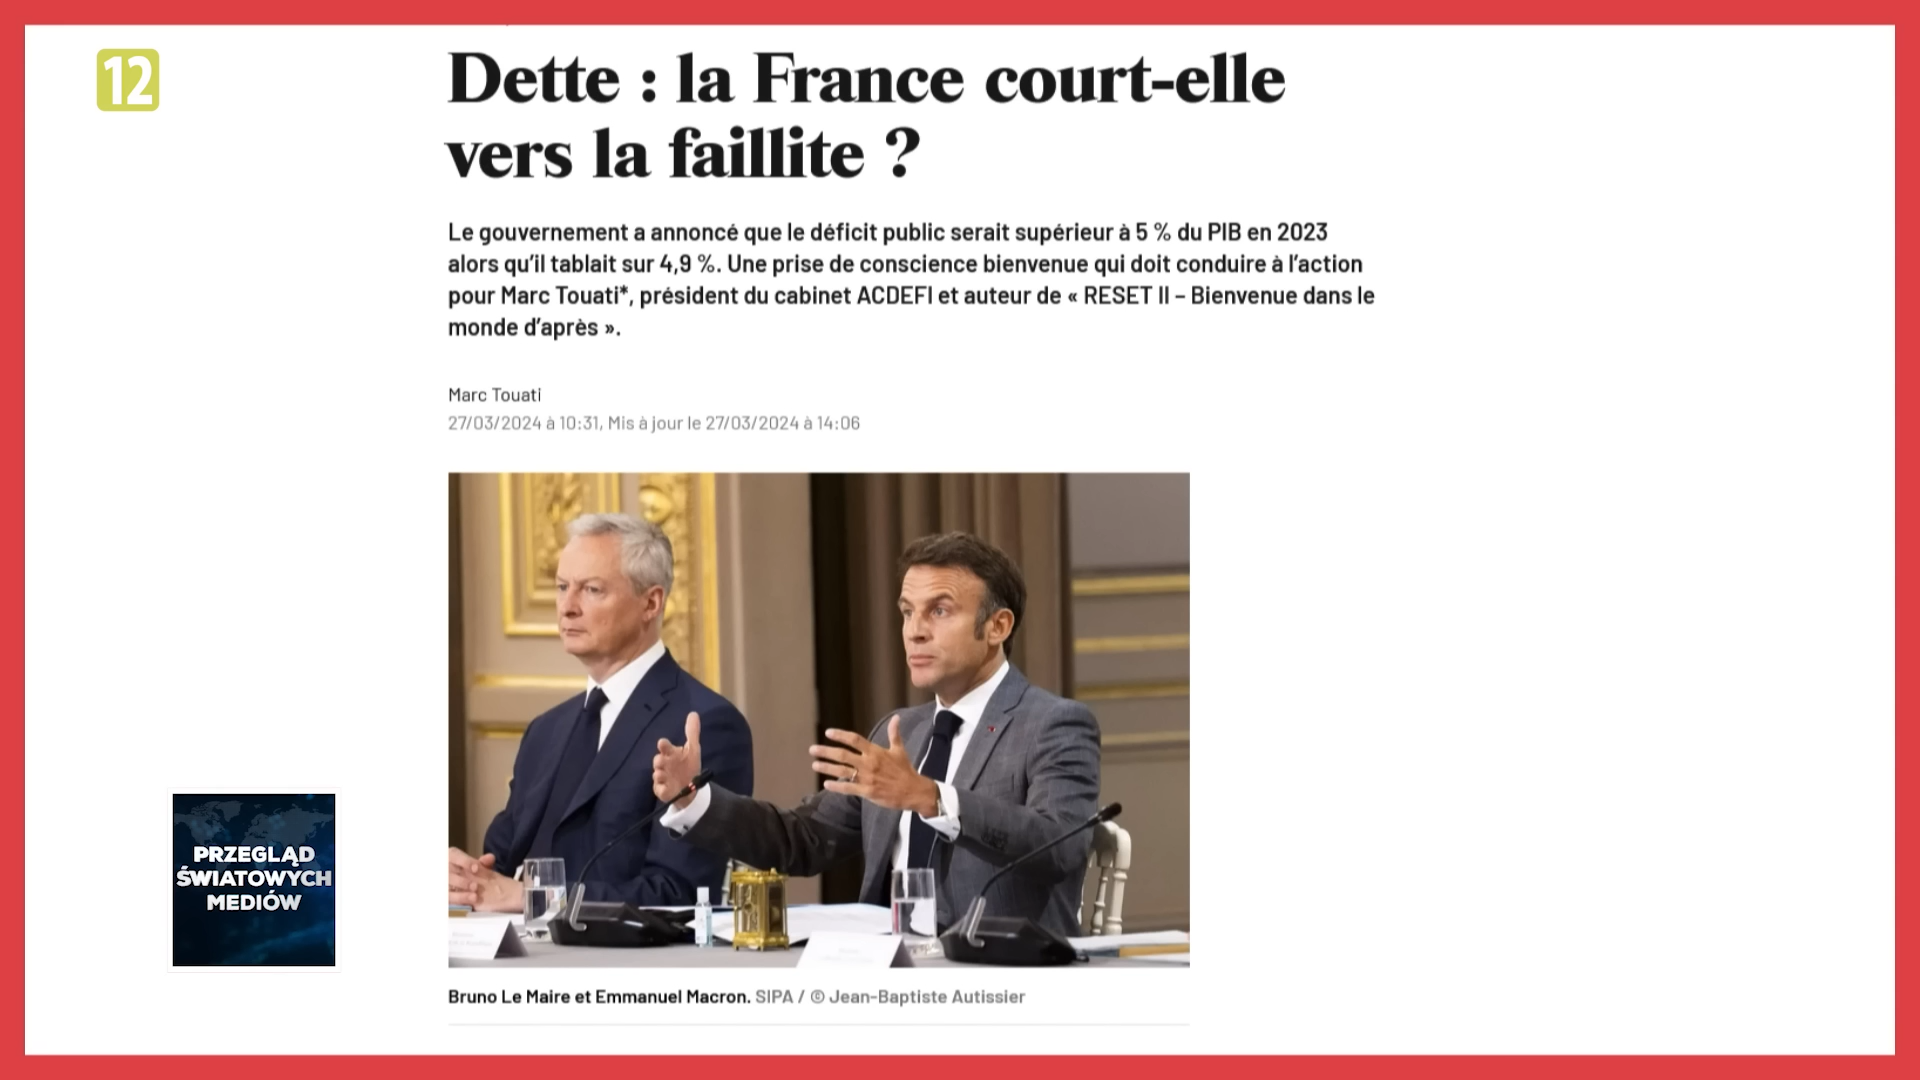 12
Dette : la France court-elle
vers la faillite ?
Le gouvernement a annoncé que le déficit public serait supérieur à 5 % du PIB en 2023
alors qu'il tablait sur 4,9 %. Une prise de conscience bienvenue qui doit conduire à l'action
pour Marc Touati*, président du cabinet ACDEFI et auteur de « RESET II – Bienvenue dans le
monde d'après ».
Marc Touati
27/03/2024 à 10:31, Mis à jour le 27/03/2024 à 14:06
PRZEGLĄD
ŚWIATOWYCH
MEDIÓW
Bruno Le Maire et Emmanuel Macron. SIPA / © Jean-Baptiste Autissier